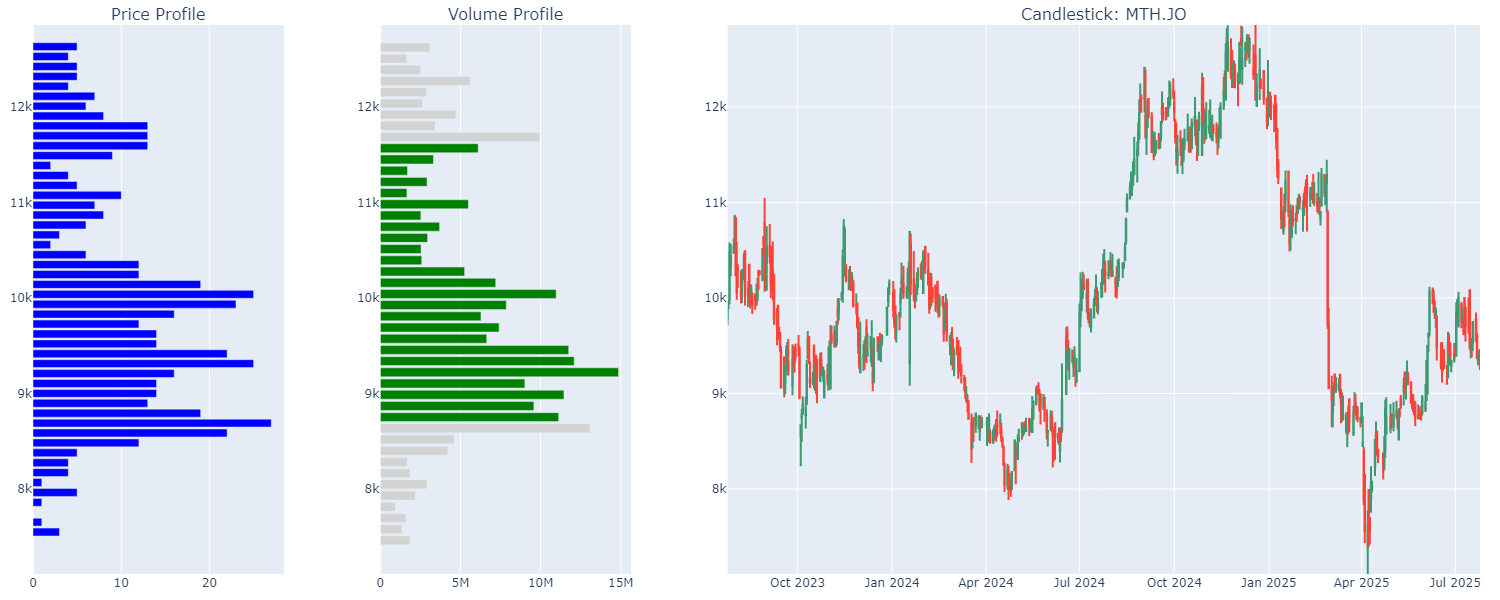 Price Profile
12k
11k
10k
9k
8k
0
10
20
Volume Profile
12k
11k
10k
9k
8k
0
5M
10M
15M
Candlestick: MTH.JO
12k
11k
10k
9k
8k
Oct 2023
Jan 2024
Apr 2024
Jul 2024
Oct 2024
Jan 2025
Apr 2025
Jul 2025